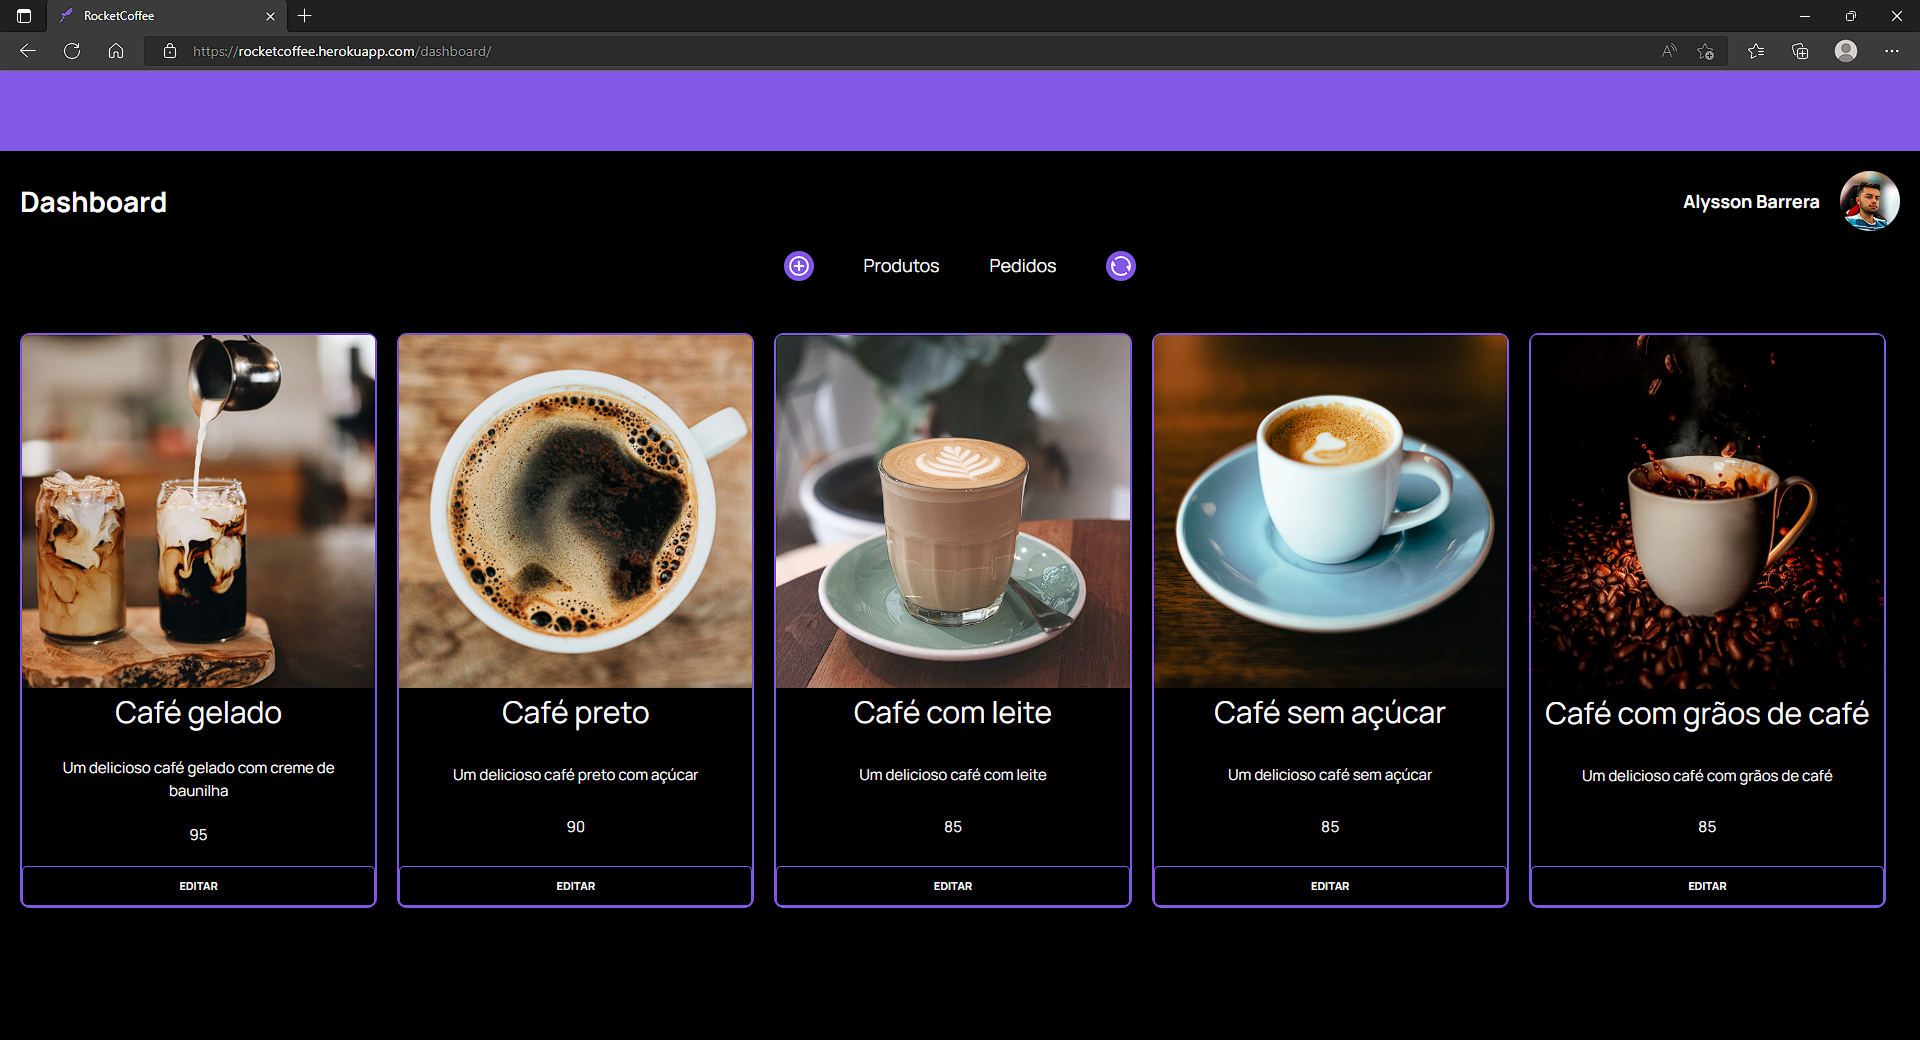 RocketCoffee
https://rocketcoffee.herokuapp.com/dashboard/
Dashboard
Alysson Barrera
Produtos
Pedidos
Café gelado
Um delicioso café gelado com creme de
baunilha
95
EDITAR
Café preto
Um delicioso café preto com açúcar
90
EDITAR
Café com leite
Um delicioso café com leite
85
EDITAR
Café sem açúcar
Um delicioso café sem açúcar
85
EDITAR
Café com grãos de café
Um delicioso café com grãos de café
85
EDITAR